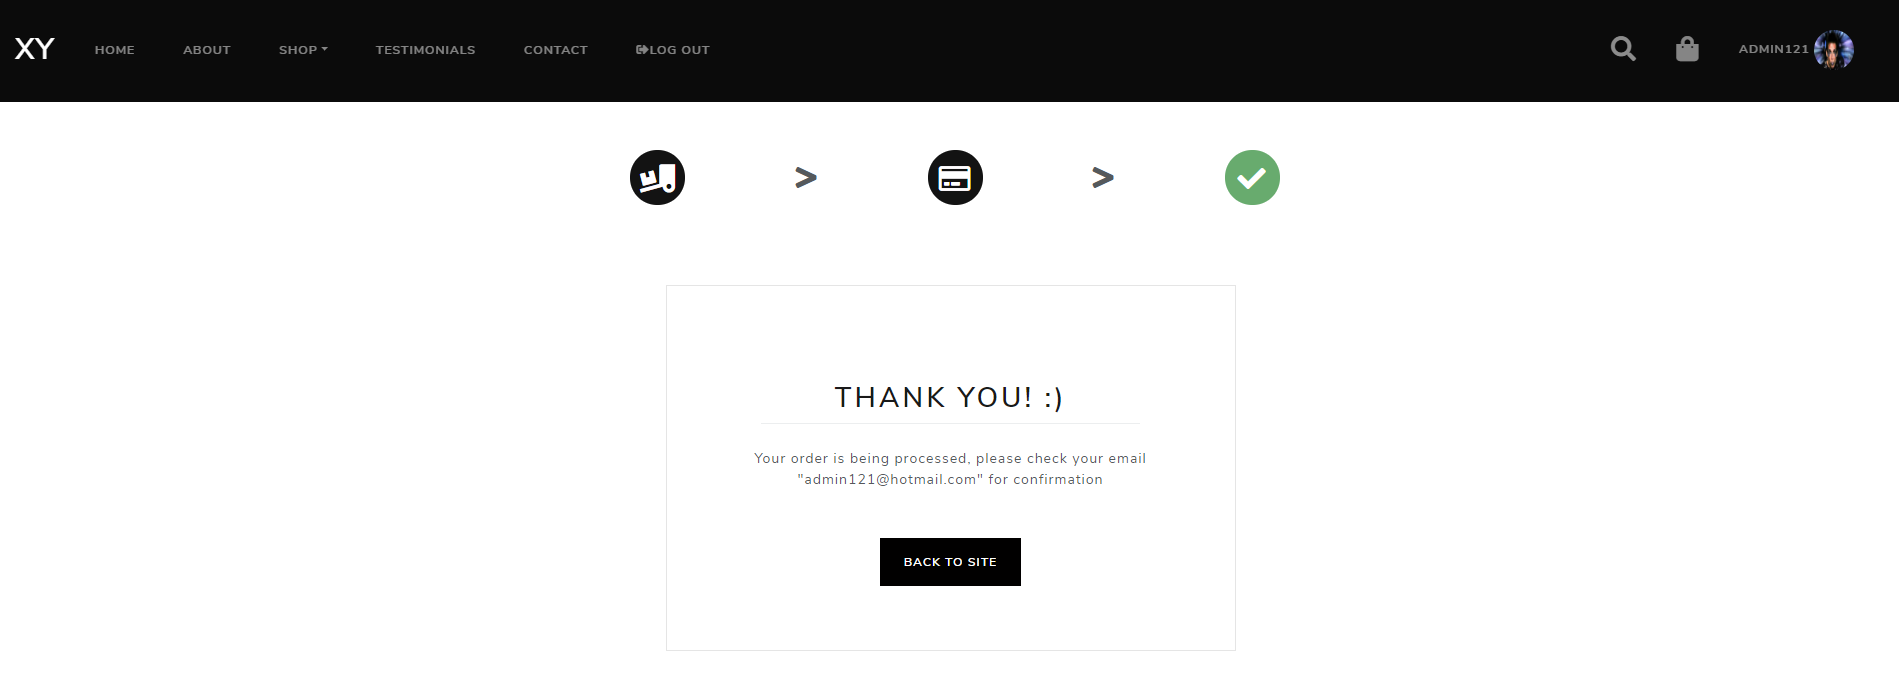 XY
HOME
ABOUT
SHOP
TESTIMONIALS
CONTACT
LOG OUT
ADMIN121
>
>
THANK YOU! :)
Your order is being processed, please check your email
"admin121@hotmail.com" for confirmation
BACK TO SITE